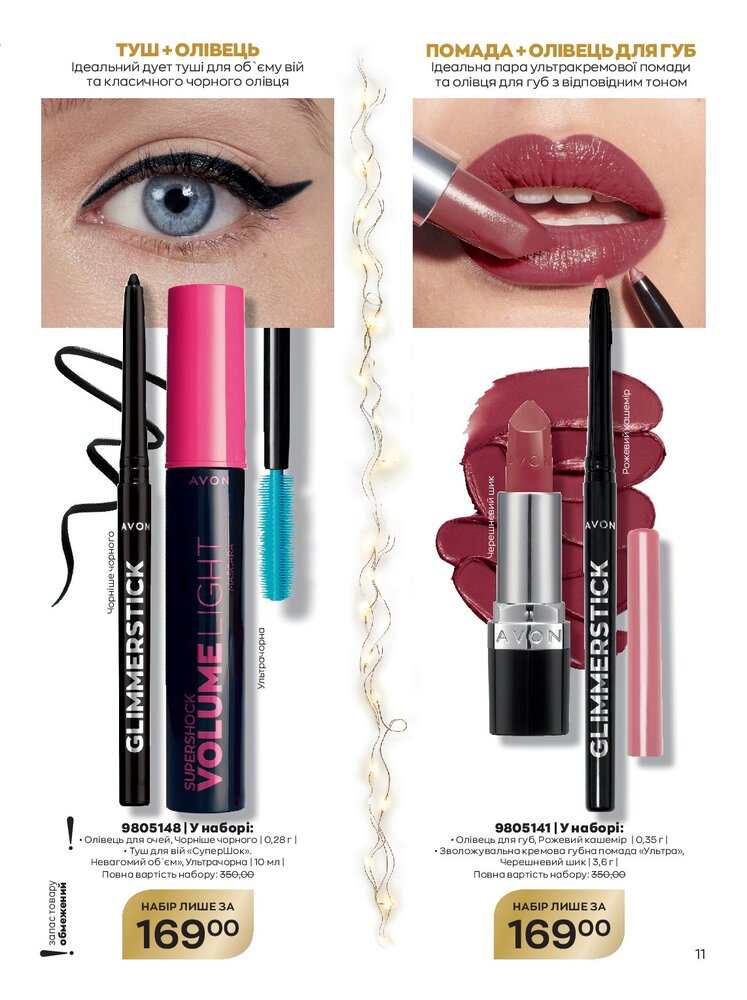 ТУШ + ОЛІВЕЦЬ
Ідеальний дует туші для об`єму вій
та класичного чорного олівця
AVON
GLIMMERSTICK
Чорніше чорного
AVON
SUPERSHOCK
VOLUME LIGHT
MASCARA
Ультрачорна
9805148 | У наборі:
• Олівець для очей, Чорніше чорного | 0,28 г |
• Туш для вій «СуперШок».
Невагомий об`єм», Ультрачорна | 10 мл |
Повна вартість набору: 350,00
НАБІР ЛИШЕ ЗА
169 00
! запас товару
обмежений !
ПОМАДА + ОЛІВЕЦЬ ДЛЯ ГУБ
Ідеальна пара ультракремової помади
та олівця для губ з відповідним тоном
Черешневий шик
AVON
AVON
Рожевий кашемір
AVON
GLIMMERSTICK
9805141 | У наборі:
• Олівець для губ, Рожевий кашемір | 0,35 г |
• Зволожувальна кремова губна помада «Ультра»,
Черешневий шик | 3,6 г |
Повна вартість набору: 350,00
НАБІР ЛИШЕ ЗА
169 00
11